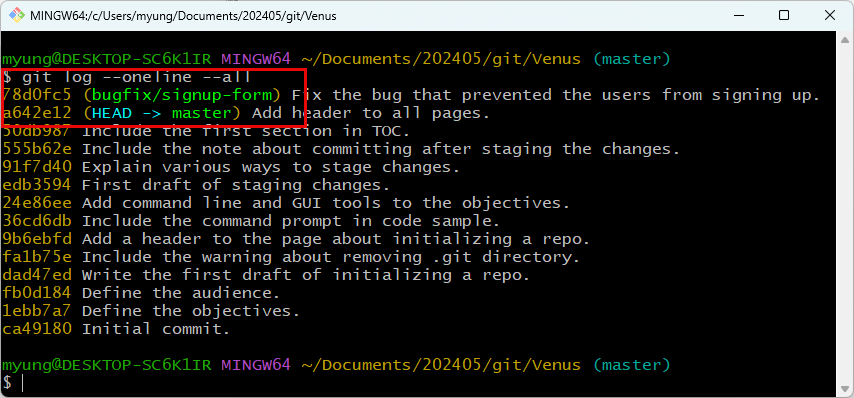 MINGW64:/c/Users/myung/Documents/202405/git/Venus
myung@DESKTOP-SC6K1IR MINGW64 ~/Documents/202405/git/Venus (master)
$ git log --oneline --all
78d0fc5 (bugfix/signup-form) Fix the bug that prevented the users from signing up.
a642e12 (HEAD -> master) Add header to all pages.
50db987 Include the first section in TOC.
555b62e Include the note about committing after staging the changes.
91f7d40 Explain various ways to stage changes.
edb3594 First draft of staging changes.
24e86ee Add command line and GUI tools to the objectives.
36cd6db Include the command prompt in code sample.
9b6ebfd Add a header to the page about initializing a repo.
fa1b75e Include the warning about removing .git directory.
dad47ed Write the first draft of initializing a repo.
fb0d184 Define the audience.
1ebb7a7 Define the objectives.
ca49180 Initial commit.
myung@DESKTOP-SC6K1IR MINGW64 ~/Documents/202405/git/Venus (master)
$